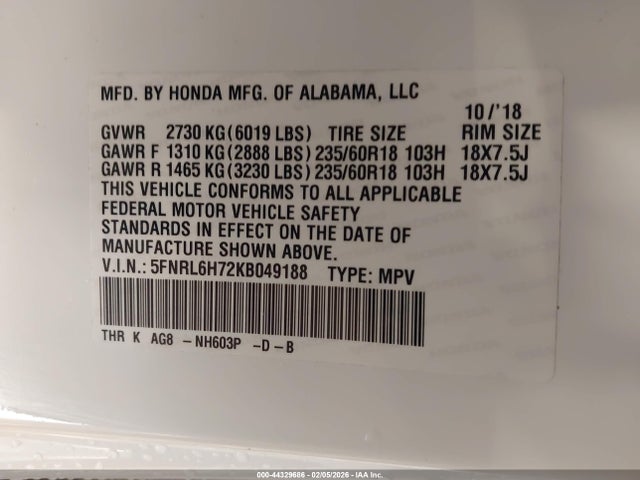 MFD. BY HONDA MFG. OF ALABAMA, LLC
10/'18
GVWR 2730 KG(6019 LBS) TIRE SIZE RIM SIZE
GAWR F 1310 KG(2888 LBS) 235/60R18 103H 18X7.5J
GAWR R 1465 KG(3230 LBS) 235/60R18 103H 18X7.5J
THIS VEHICLE CONFORMS TO ALL APPLICABLE
FEDERAL MOTOR VEHICLE SAFETY
STANDARDS IN EFFECT ON THE DATE OF
MANUFACTURE SHOWN ABOVE.
V.I.N.: 5FNRL6H72KB049188 TYPE: MPV
THR K AG8 -NH603P -D-B
000-44329686 - 02/05/2026 - IAA Inc.